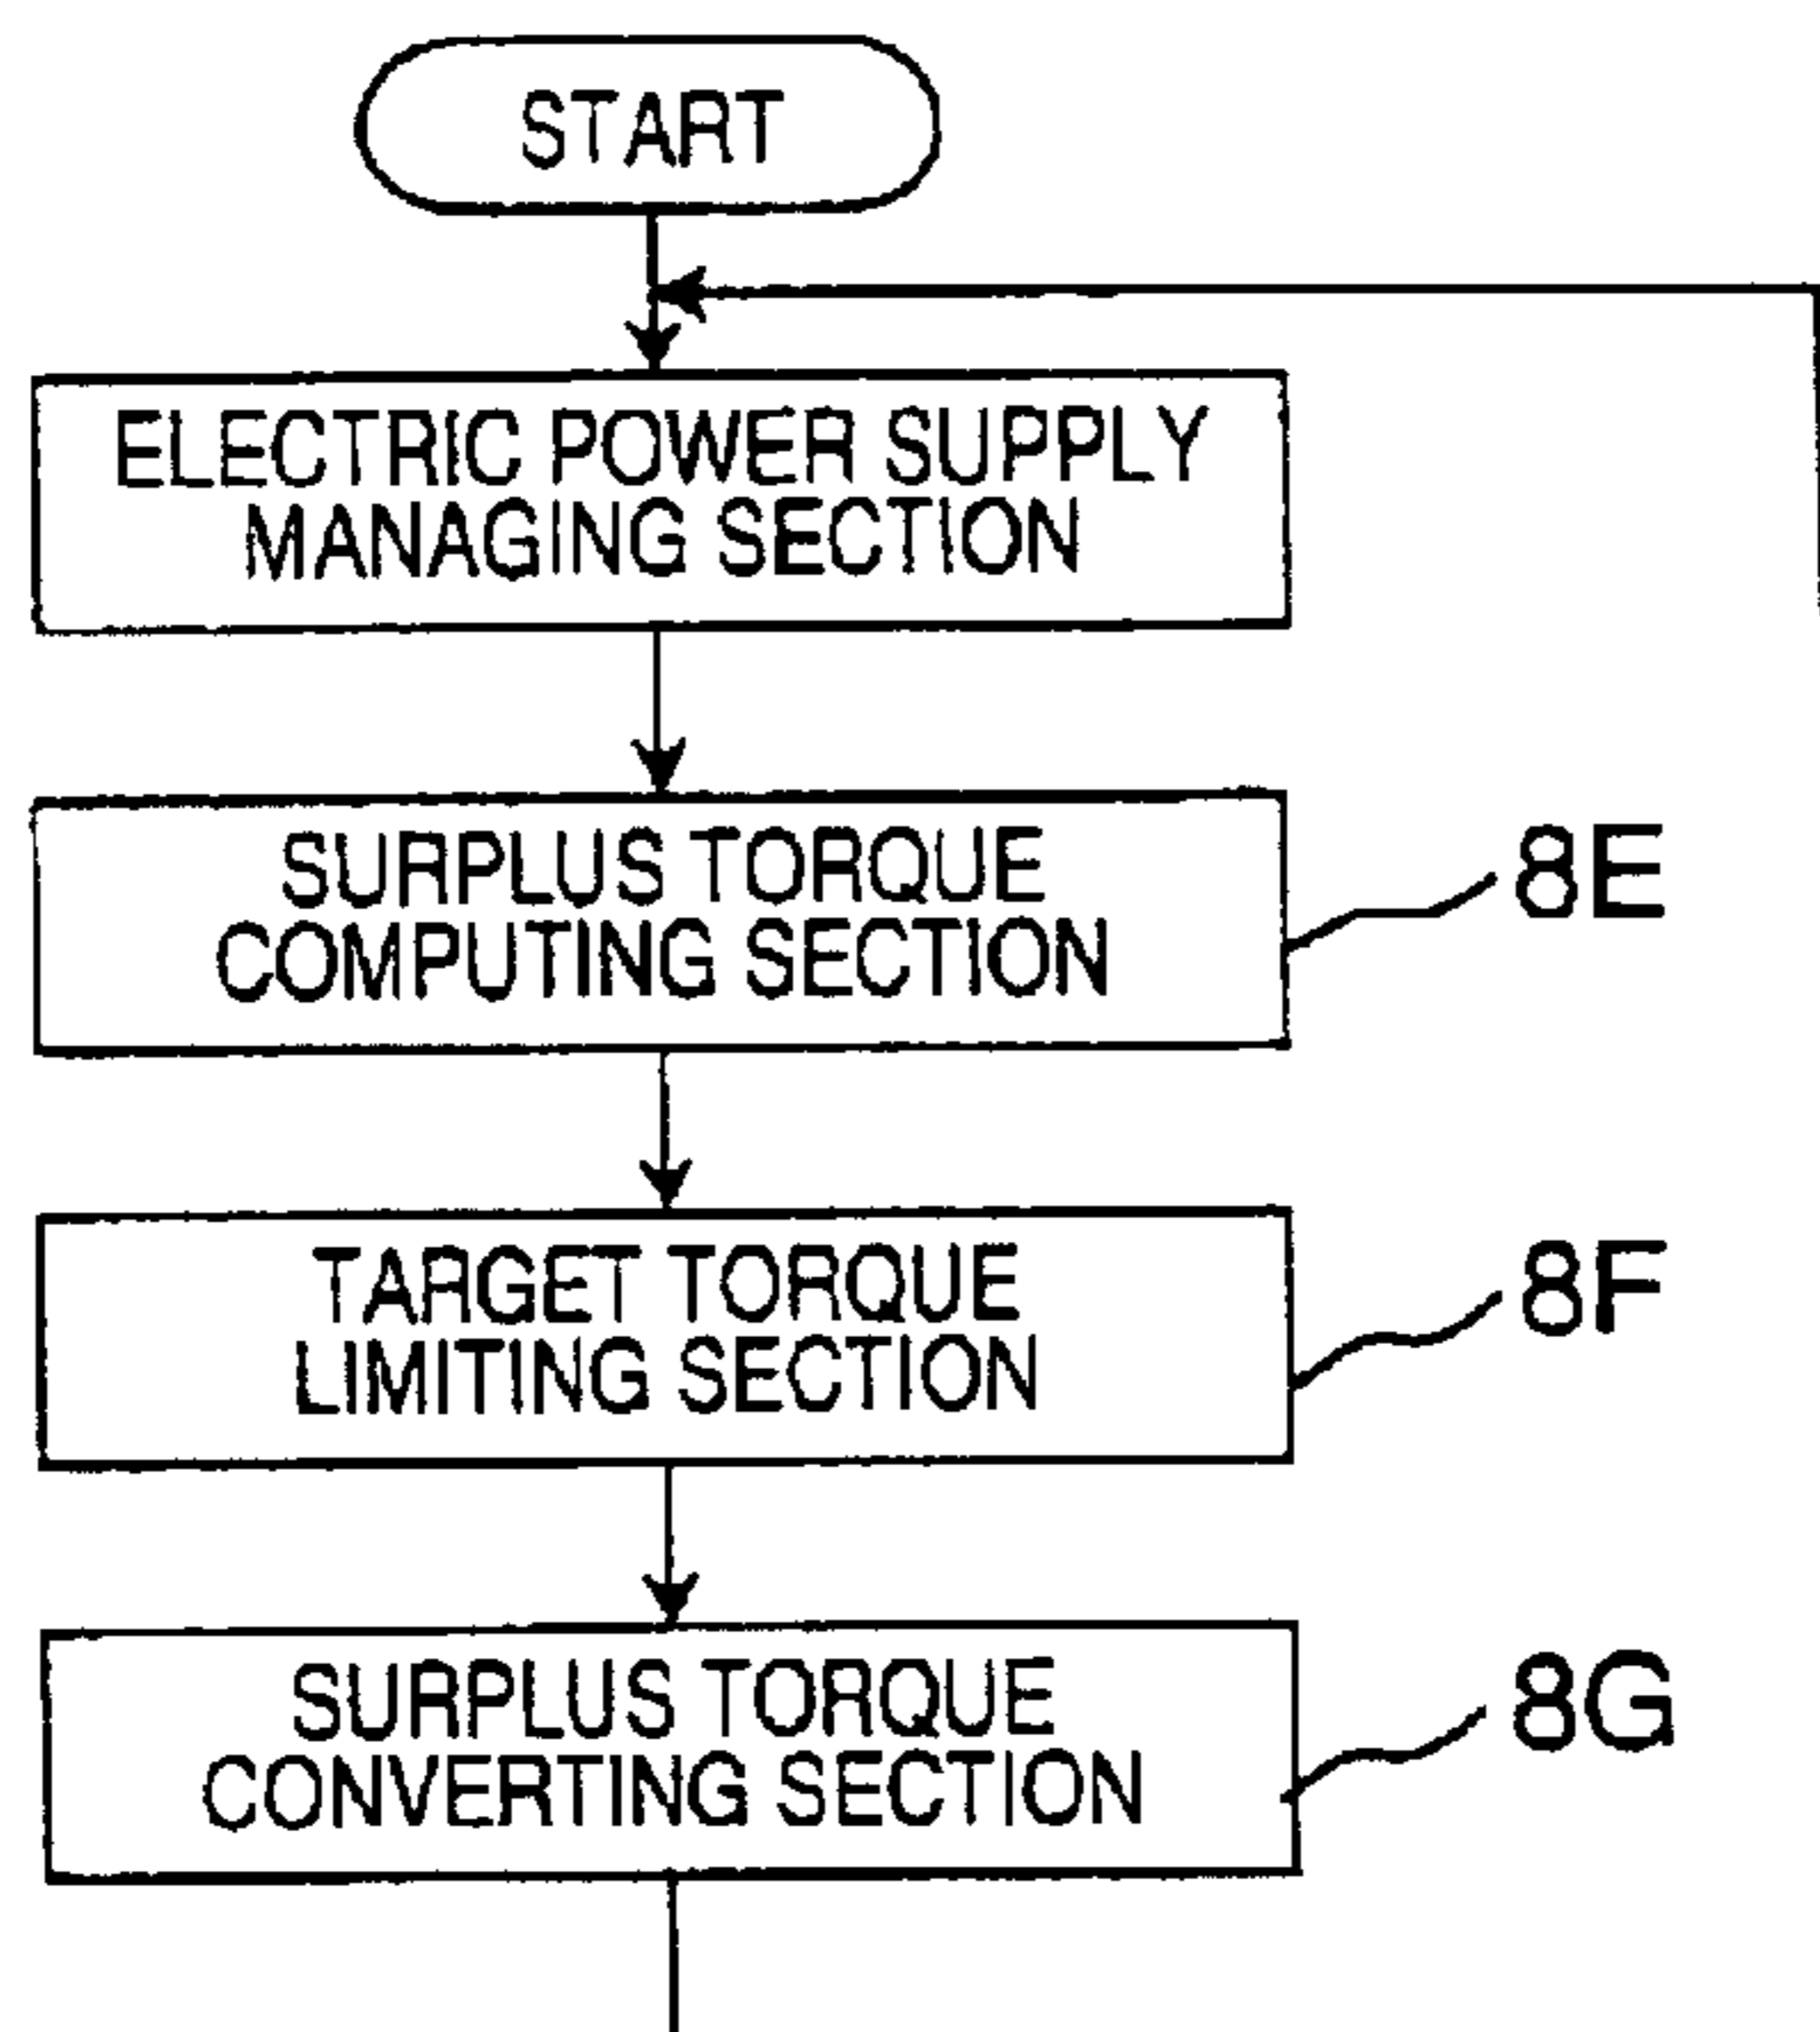 START
ELECTRIC POWER SUPPLY
MANAGING SECTION
SURPLUS TORQUE
COMPUTING SECTION
8E
TARGET TORQUE
LIMITING SECTION
8F
SURPLUS TORQUE
CONVERTING SECTION
8G